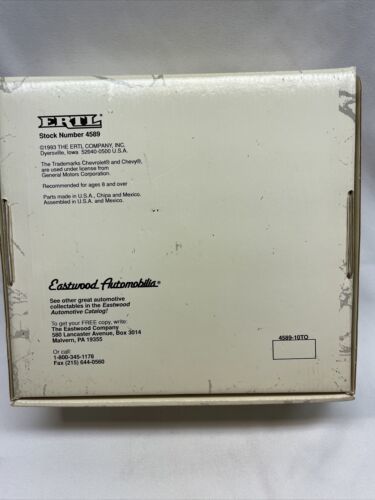 ERTL
Stock Number 4589
©1993 THE ERTL COMPANY, INC.
Dyersville, Iowa 52040-0500 U.S.A.
The Trademarks Chevrolet® and Chevy®,
are used under license from
General Motors Corporation.
Recommended for ages 8 and over
Parts made in U.S.A., China and Mexico.
Assembled in U.S.A. and Mexico.
Eastwood Automobilia®
See other great automotive
collectables in the Eastwood
Automotive Catalog!
To get your FREE copy, write:
The Eastwood Company
580 Lancaster Avenue, Box 3014
Malvern, PA 19355
Or call:
1-800-345-1178
Fax (215) 644-0560
4589-10TO